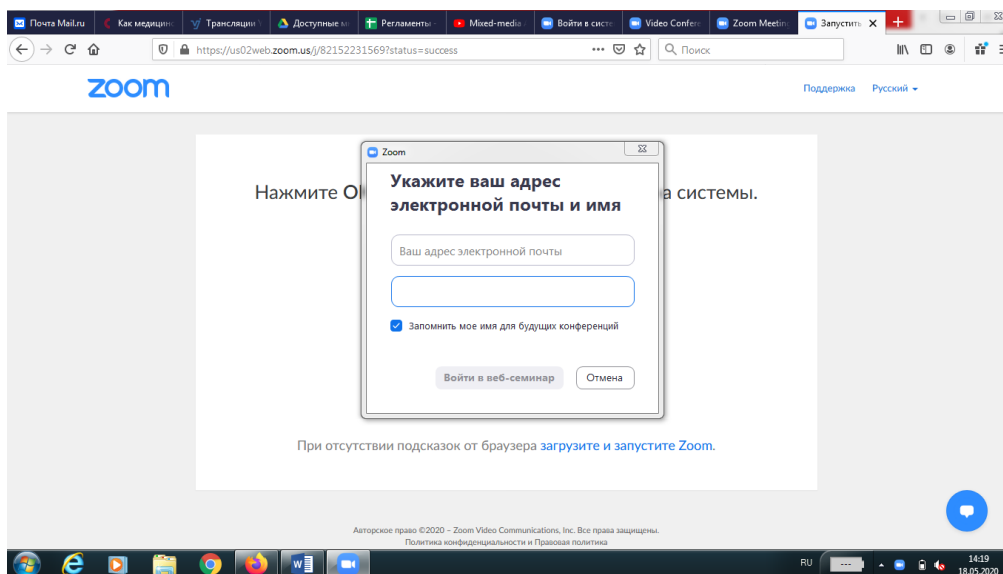 Почта Mail.ru
Как медицинс
Трансляции
Доступные ми
Регламенты -
Mixed-media
Войти в систе
Video Confere
Zoom Meetin
Запустить
https://us02web.zoom.us/j/82152231569?status=success
Поиск
zoom
Поддержка
Русский
Zoom
Укажите ваш адрес
электронной почты и имя
Нажмите
а системы.
Ваш адрес электронной почты
Запомнить мое имя для будущих конференций
Войти в веб-семинар
Отмена
При отсутствии подсказок от браузера загрузите и запустите Zoom.
Авторское право ©2020 – Zoom Video Communications, Inc. Все права защищены.
Политика конфиденциальности и Правовая политика
RU
14:19
18.05.2020